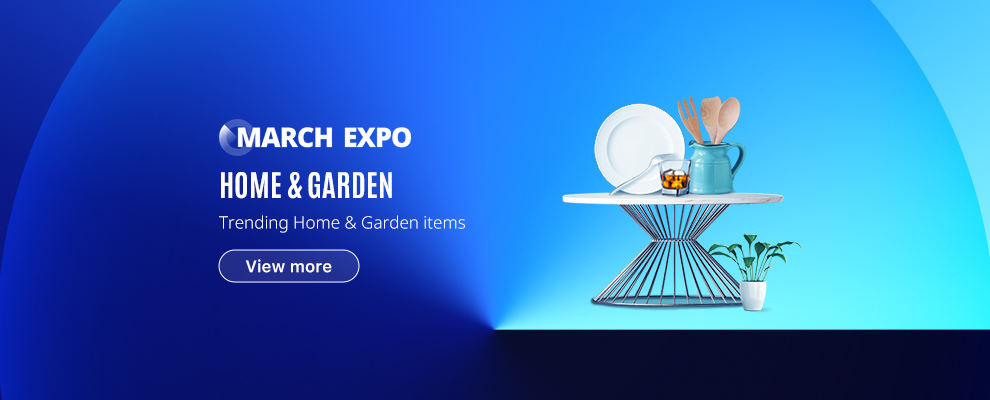 MARCH EXPO
HOME & GARDEN
Trending Home & Garden items
View more